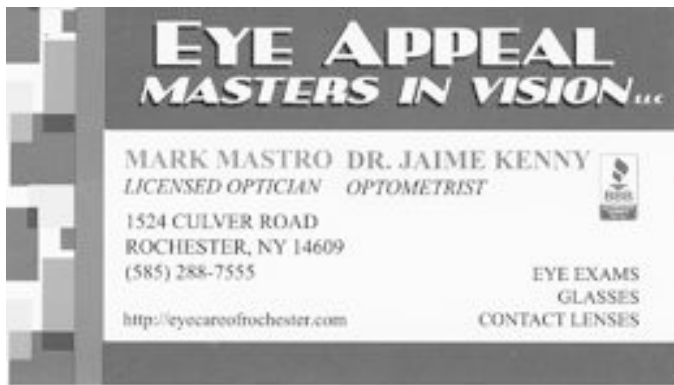 EYE APPEAL
MASTERS IN VISION LLC
MARK MASTRO DR. JAIME KENNY
LICENSED OPTICIAN OPTOMETRIST
BBB
1524 CULVER ROAD
ROCHESTER, NY 14609
(585) 288-7555
EYE EXAMS
GLASSES
http://eyecareofrochester.com CONTACT LENSES